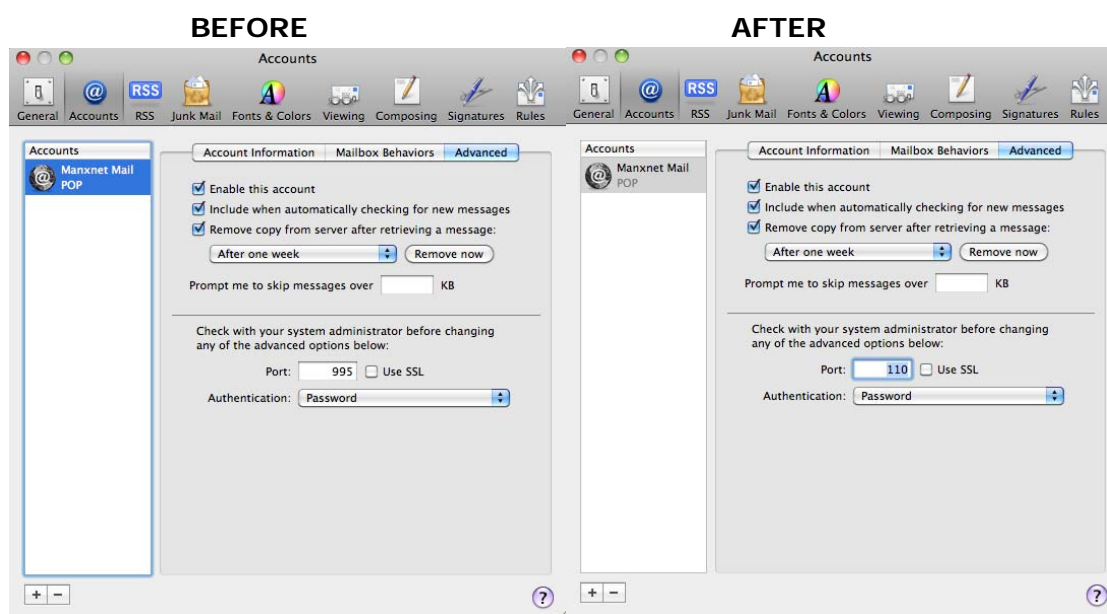 BEFORE
Accounts
General Accounts RSS Junk Mail Fonts & Colors Viewing Composing Signatures Rules
Accounts
Manxnet Mail
POP
Account Information Mailbox Behaviors Advanced
Enable this account
Include when automatically checking for new messages
Remove copy from server after retrieving a message:
After one week Remove now
Prompt me to skip messages over KB
Check with your system administrator before changing
any of the advanced options below:
Port: 995 Use SSL
Authentication: Password
+ − ?
AFTER
Accounts
General Accounts RSS Junk Mail Fonts & Colors Viewing Composing Signatures Rules
Accounts
Manxnet Mail
POP
Account Information Mailbox Behaviors Advanced
Enable this account
Include when automatically checking for new messages
Remove copy from server after retrieving a message:
After one week Remove now
Prompt me to skip messages over KB
Check with your system administrator before changing
any of the advanced options below:
Port: 110 Use SSL
Authentication: Password
+ − ?